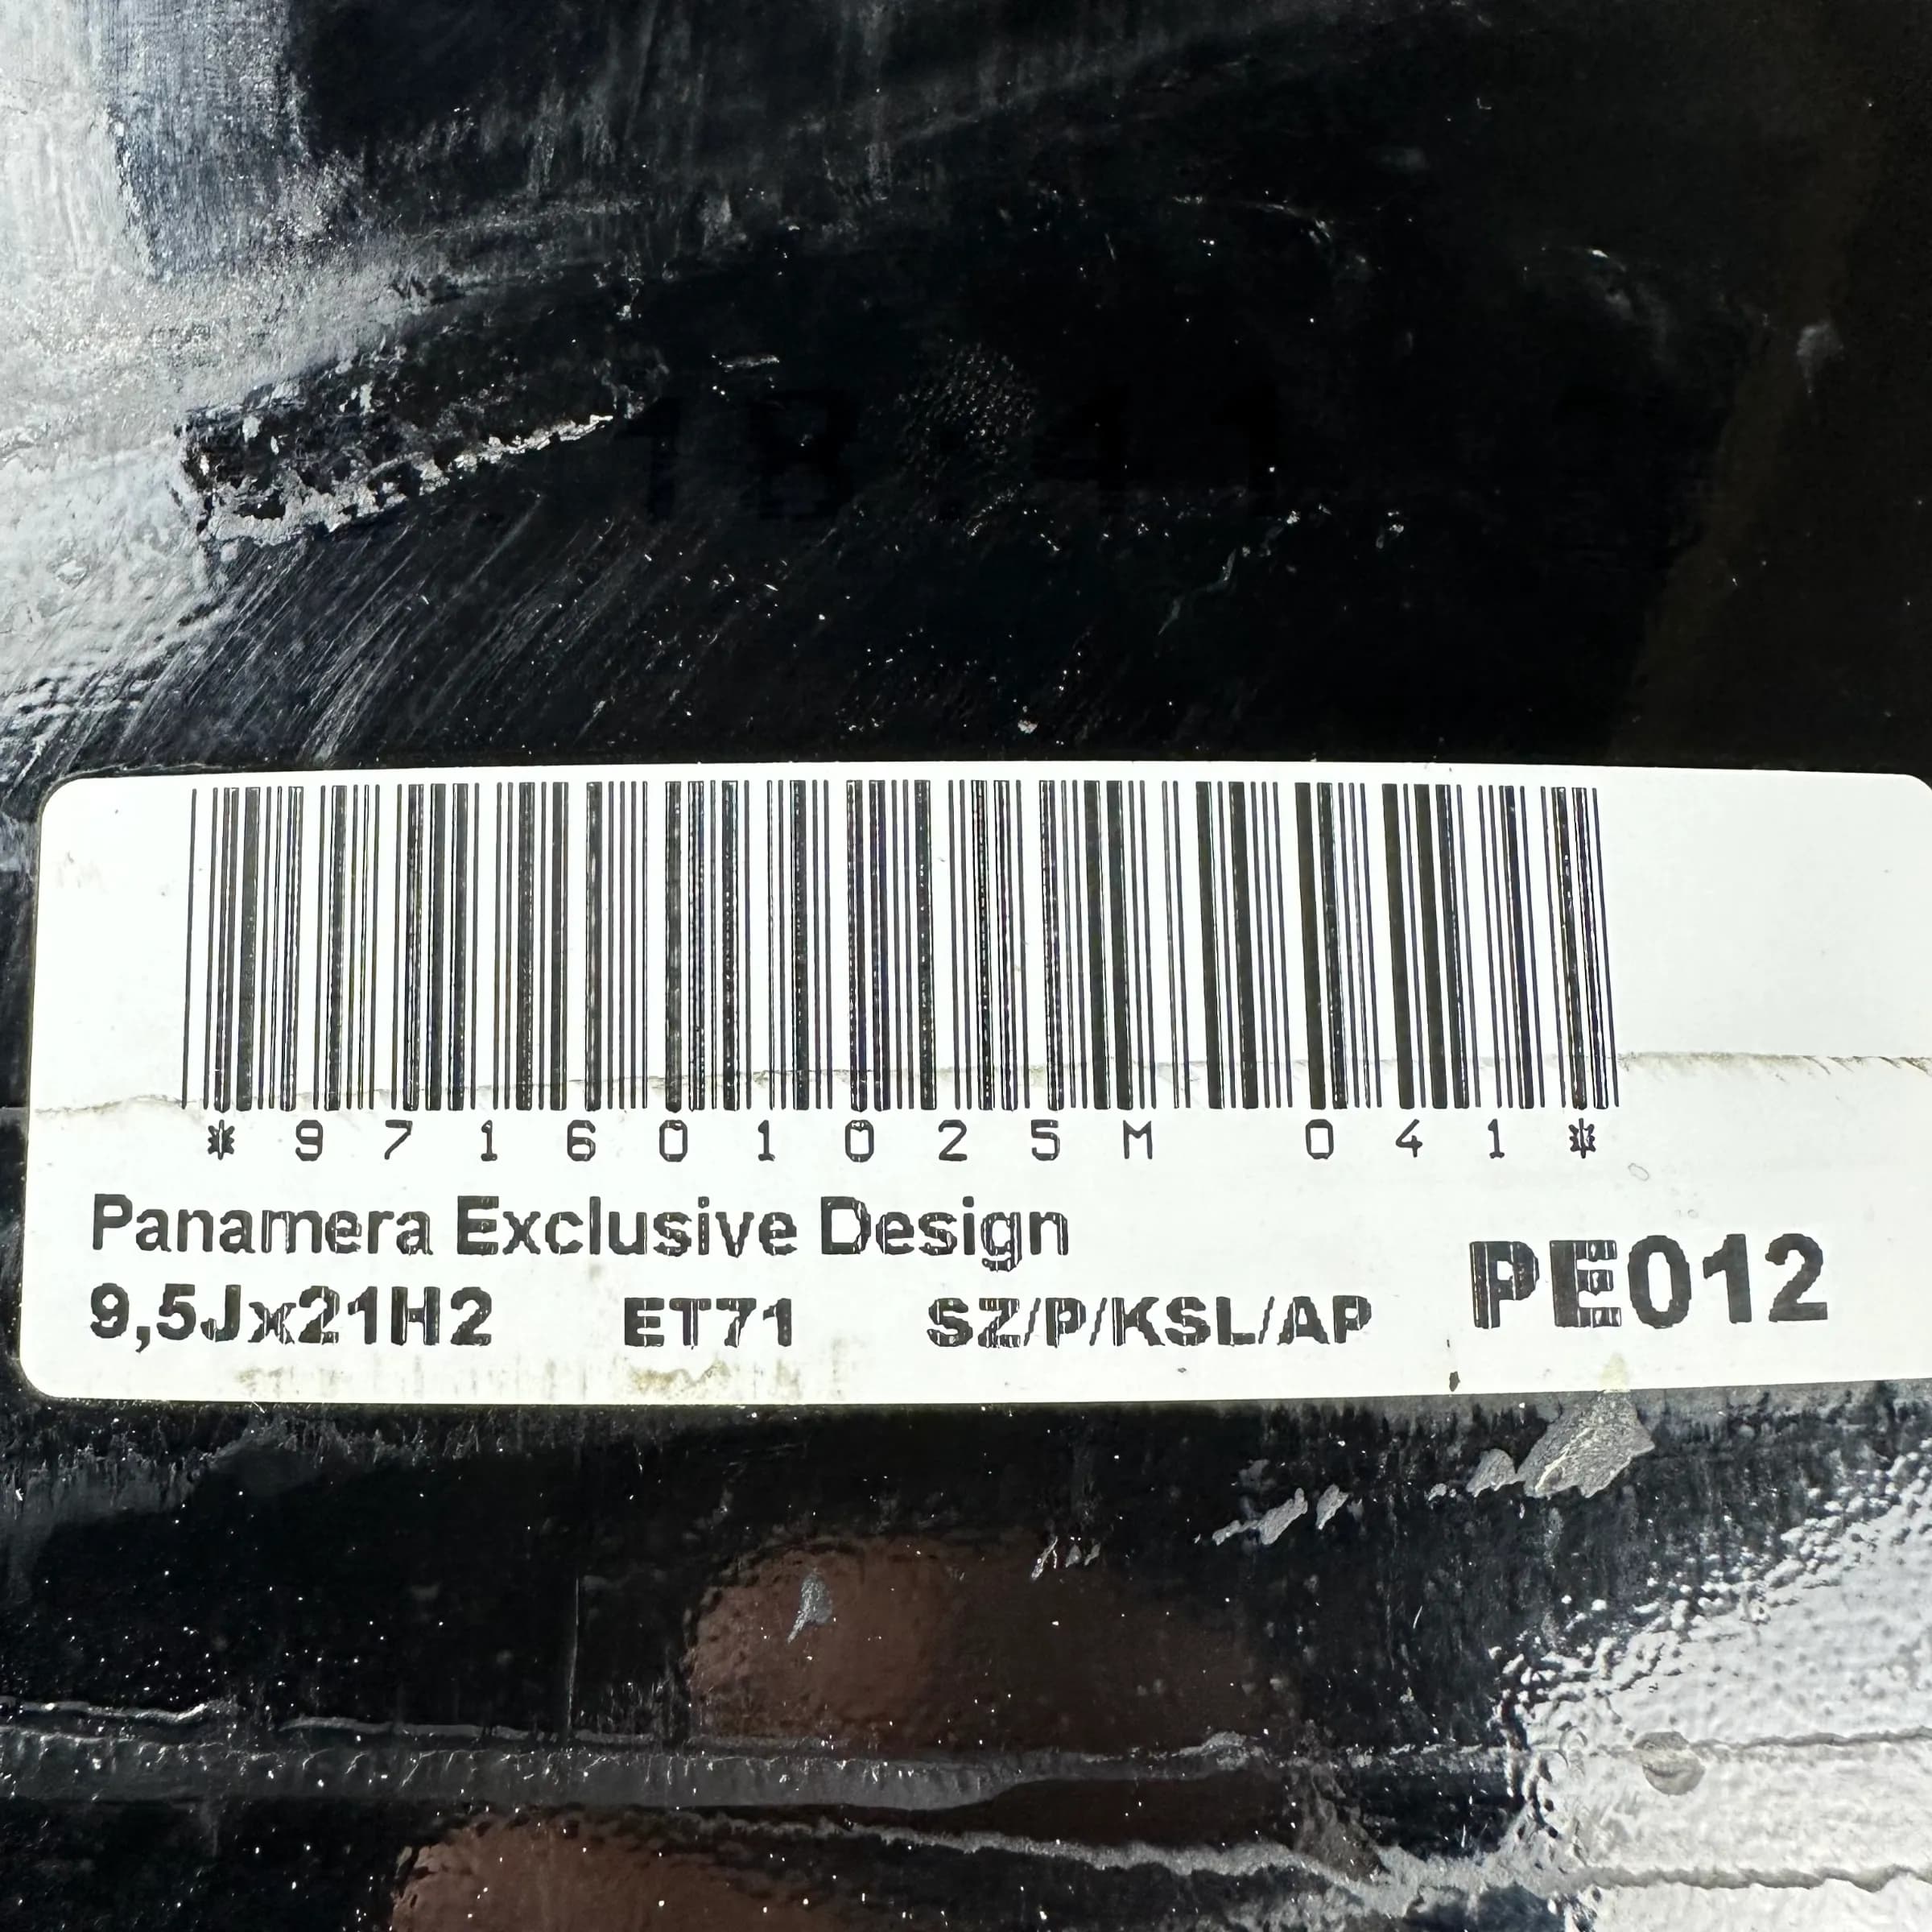 *971601025M 041*
Panamera Exclusive Design
9,5Jx21H2 ET71 SZ/P/KSL/AP PE012